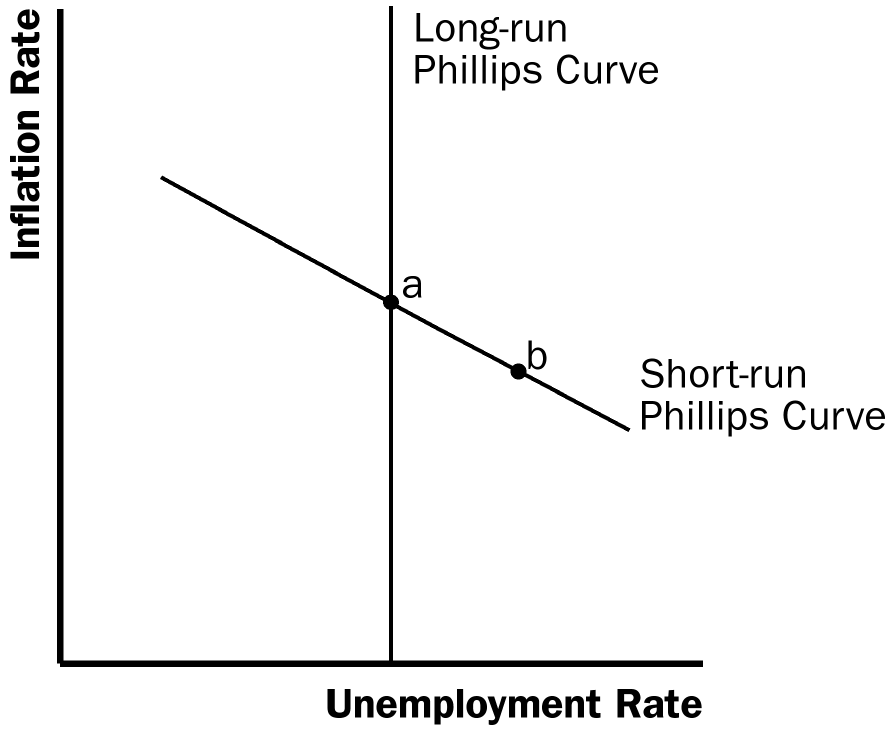 Inflation Rate
Long-run
Phillips Curve
a
b
Short-run
Phillips Curve
Unemployment Rate